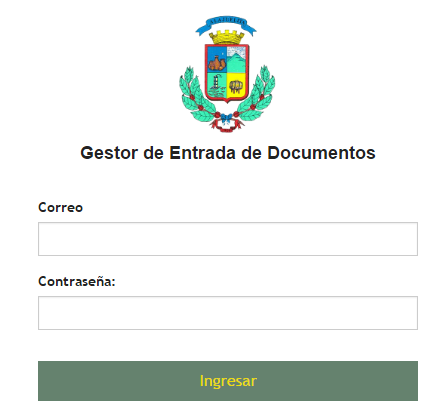 Gestor de Entrada de Documentos
Correo
Contraseña:
Ingresar